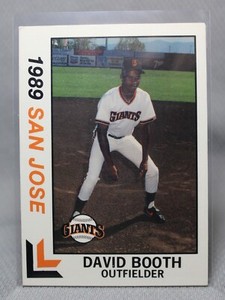 1989 SAN JOSE
GIANTS
GIANTS
DAVID BOOTH
OUTFIELDER